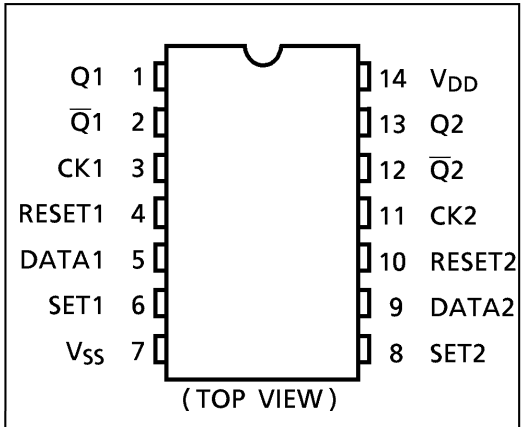 Q1 1 14 VDD
Q̅1 2 13 Q2
CK1 3 12 Q̅2
RESET1 4 11 CK2
DATA1 5 10 RESET2
SET1 6 9 DATA2
VSS 7 8 SET2
(TOP VIEW)